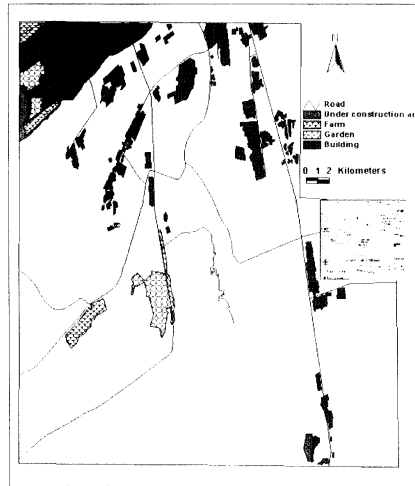 N
Road
Under construction ar
Farm
Garden
Building
0 1 2 Kilometers